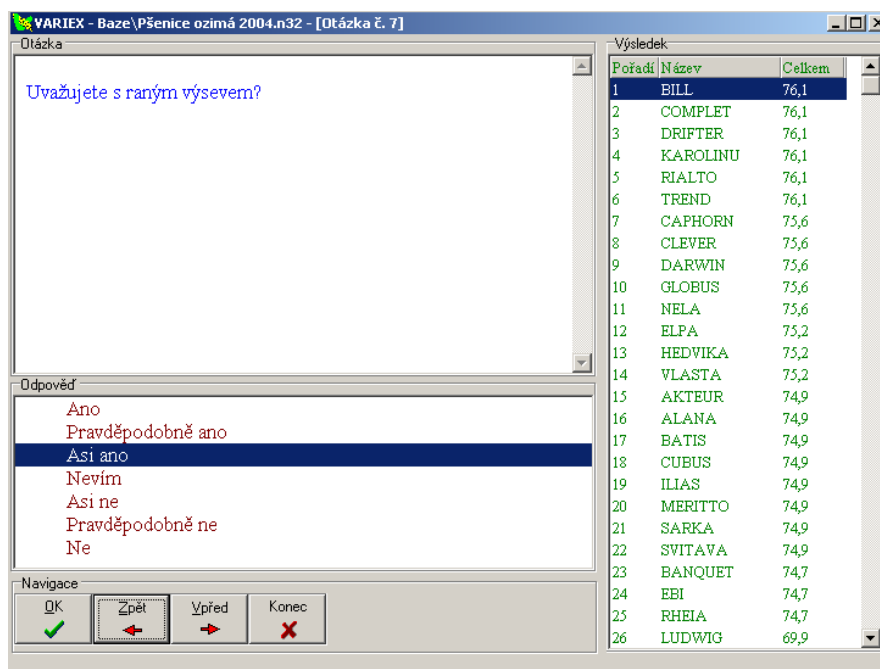 VARIEX - Baze\Pšenice ozimá 2004.n32 - [Otázka č. 7]
Otázka
Uvažujete s raným výsevem?
Odpověď
Ano
Pravděpodobně ano
Asi ano
Nevím
Asi ne
Pravděpodobně ne
Ne
Navigace
OK Zpět Vpřed Konec
Výsledek
Pořadí Název Celkem
1 BILL 76,1
2 COMPLET 76,1
3 DRIFTER 76,1
4 KAROLINU 76,1
5 RIALTO 76,1
6 TREND 76,1
7 CAPHORN 75,6
8 CLEVER 75,6
9 DARWIN 75,6
10 GLOBUS 75,6
11 NELA 75,6
12 ELPA 75,2
13 HEDVIKA 75,2
14 VLASTA 75,2
15 AKTEUR 74,9
16 ALANA 74,9
17 BATIS 74,9
18 CUBUS 74,9
19 ILIAS 74,9
20 MERITTO 74,9
21 SARKA 74,9
22 SVITAVA 74,9
23 BANQUET 74,7
24 EBI 74,7
25 RHEIA 74,7
26 LUDWIG 69,9